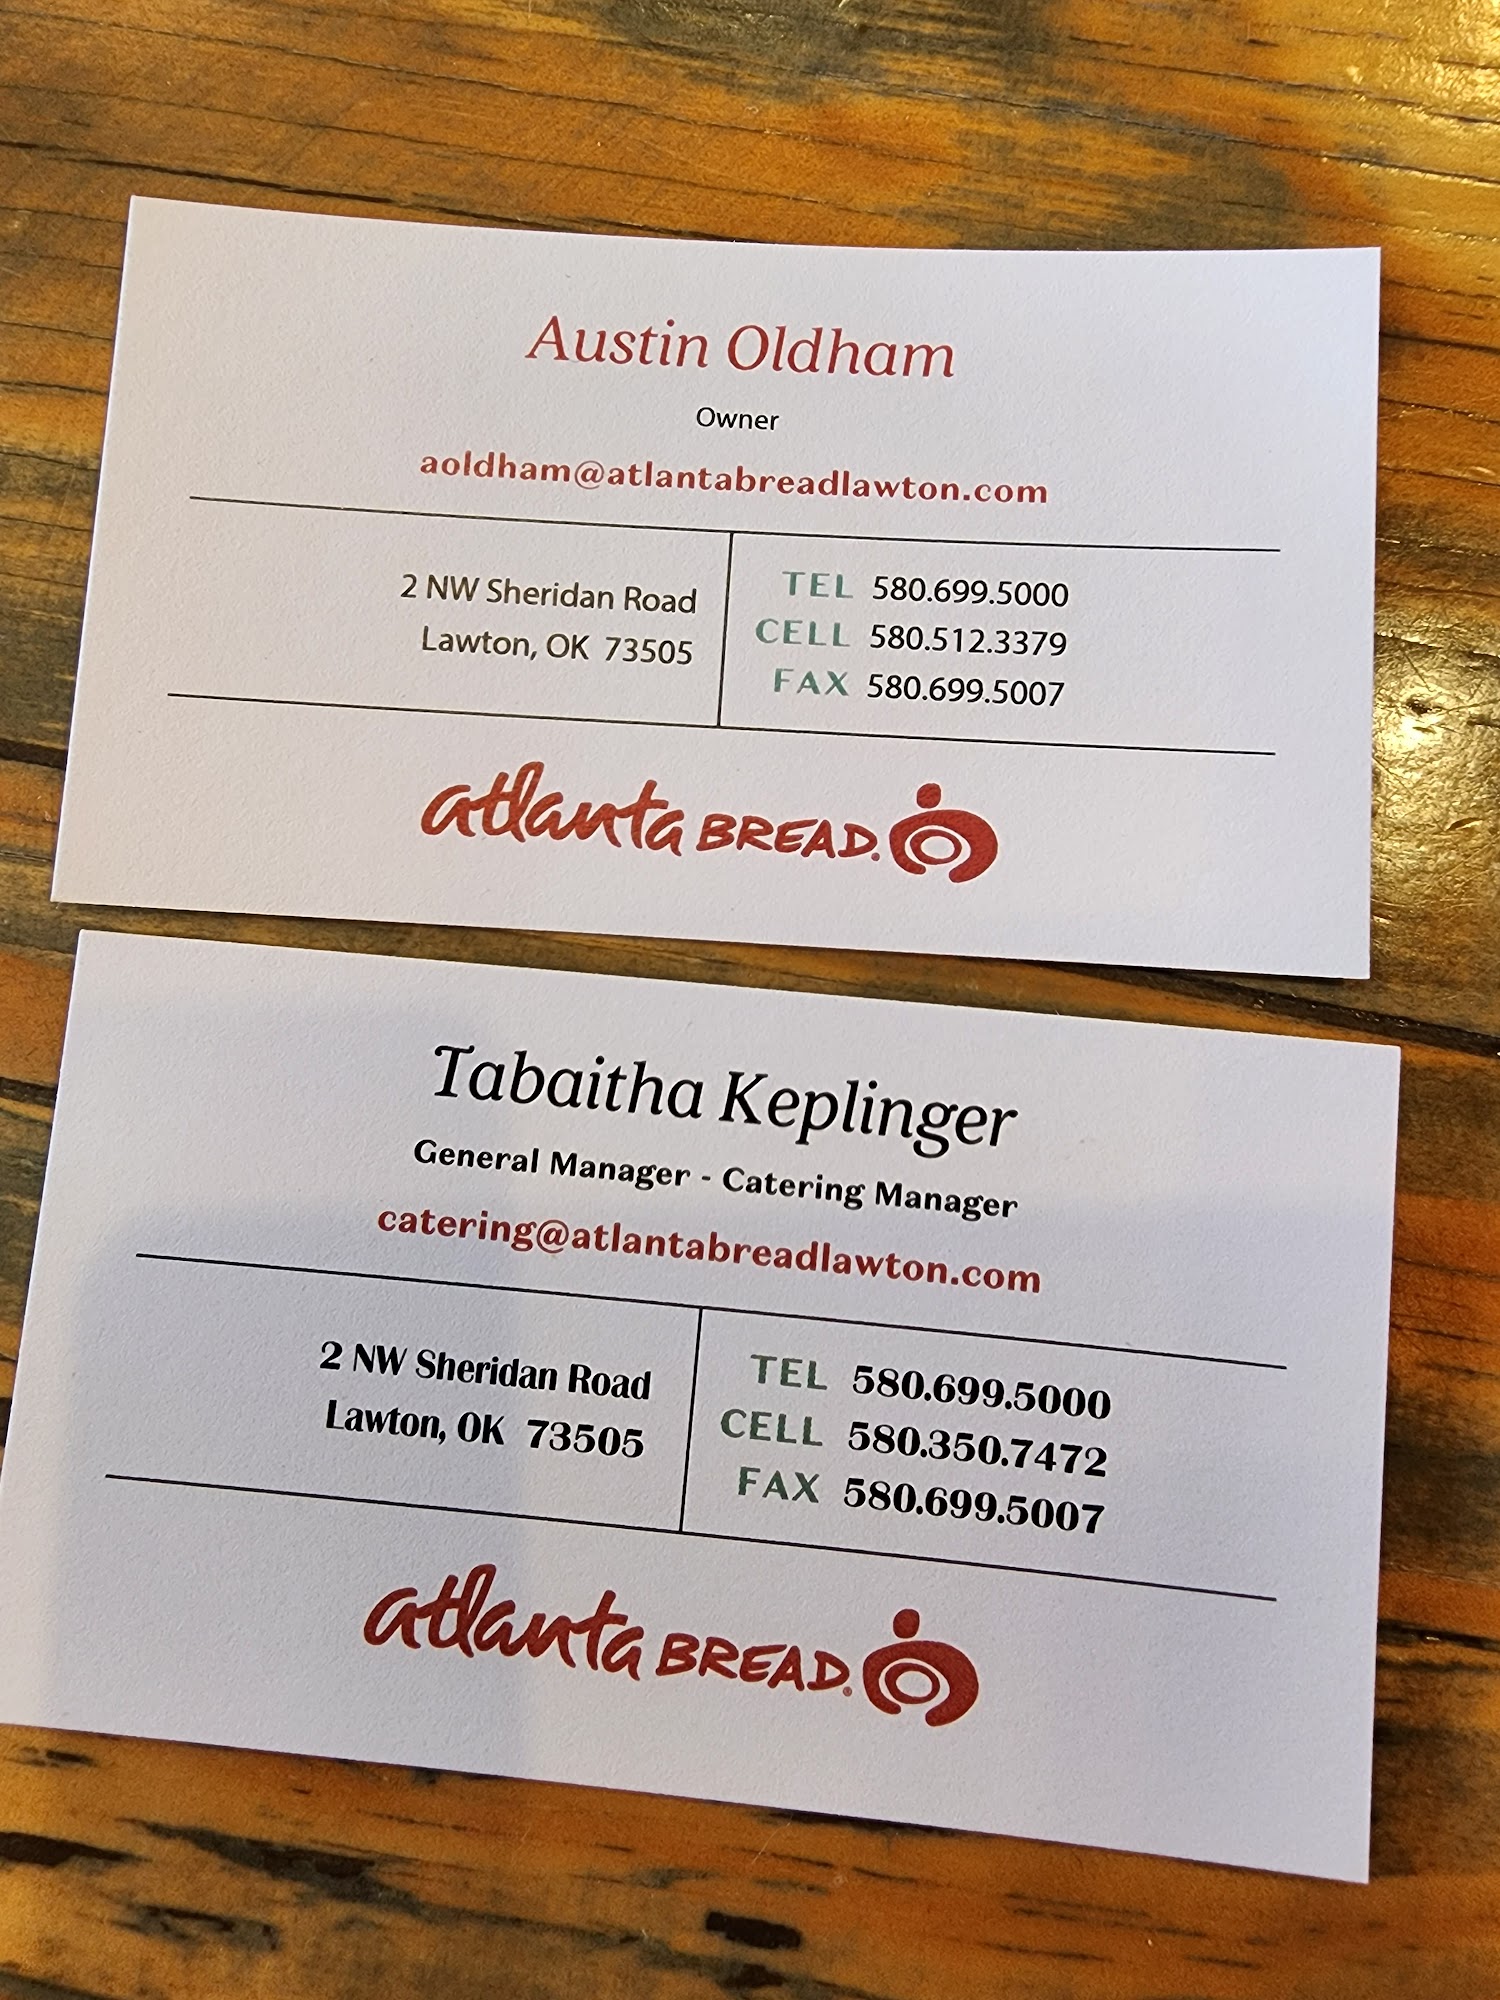 Austin Oldham
Owner
aoldham@atlantabreadlawton.com
2 NW Sheridan Road
Lawton, OK 73505
TEL 580.699.5000
CELL 580.512.3379
FAX 580.699.5007
atlanta BREAD.
Tabaitha Keplinger
General Manager - Catering Manager
catering@atlantabreadlawton.com
2 NW Sheridan Road
Lawton, OK 73505
TEL 580.699.5000
CELL 580.350.7472
FAX 580.699.5007
atlanta BREAD.